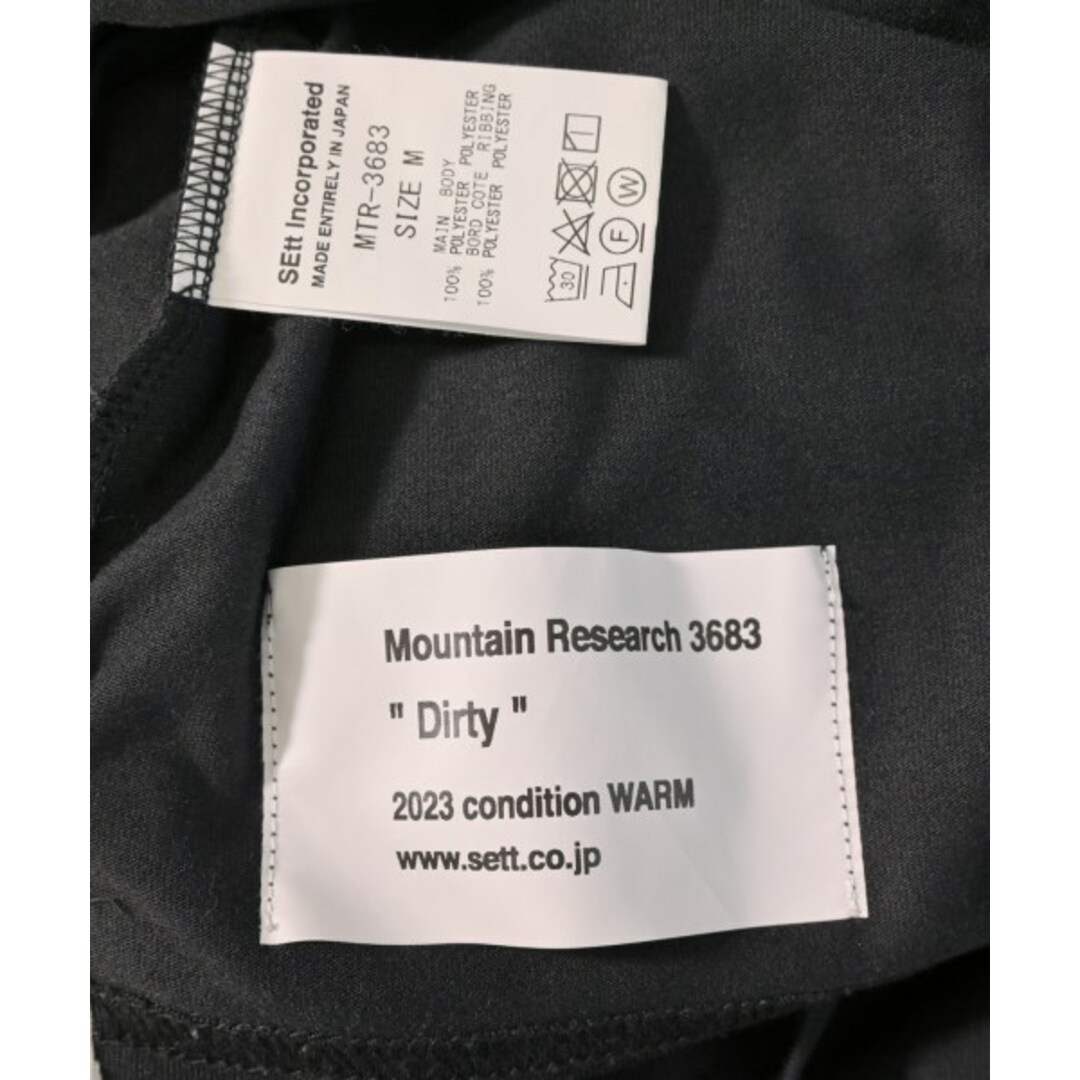 SEtt Incorporated
MADE ENTIRELY IN JAPAN
MTR-3683
SIZE M
MAIN BODY
100% POLYESTER POLYESTER
BORD COTE RIBBING
100% POLYESTER POLYESTER
30
F W
Mountain Research 3683
" Dirty "
2023 condition WARM
www.sett.co.jp